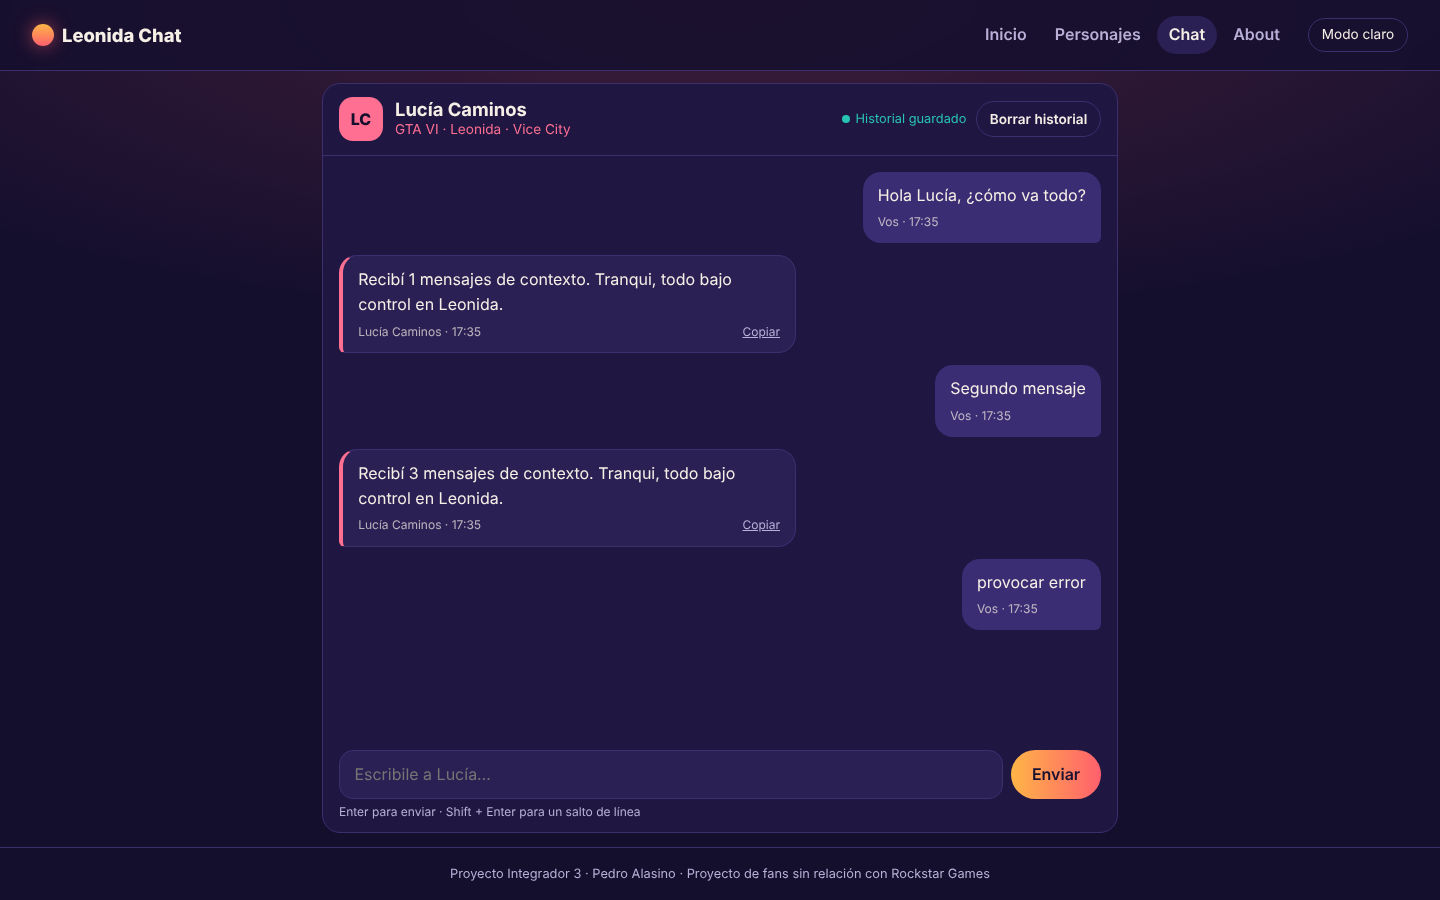 Leonida Chat
Inicio
Personajes
Chat
About
Modo claro
LC
Lucía Caminos
GTA VI · Leonida · Vice City
Historial guardado
Borrar historial
Hola Lucía, ¿cómo va todo?
Vos · 17:35
Recibí 1 mensajes de contexto. Tranqui, todo bajo
control en Leonida.
Lucía Caminos · 17:35
Copiar
Segundo mensaje
Vos · 17:35
Recibí 3 mensajes de contexto. Tranqui, todo bajo
control en Leonida.
Lucía Caminos · 17:35
Copiar
provocar error
Vos · 17:35
Escribile a Lucía...
Enviar
Enter para enviar · Shift + Enter para un salto de línea
Proyecto Integrador 3 · Pedro Alasino · Proyecto de fans sin relación con Rockstar Games